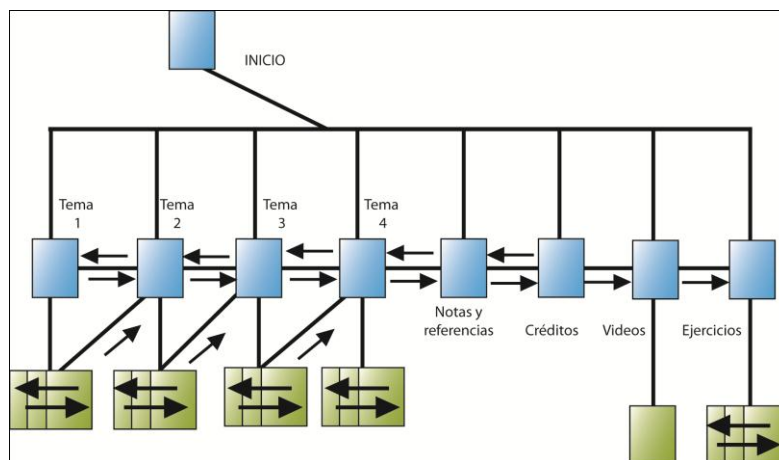 INICIO
Tema
1
Tema
2
Tema
3
Tema
4
Notas y
referencias
Créditos
Videos
Ejercicios